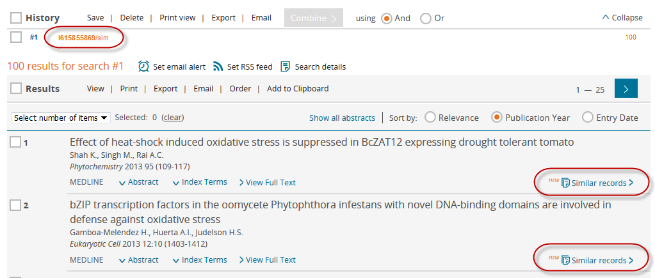 History Save | Delete | Print view | Export | Email Combine > using And Or Collapse
#1 l615855869/sim 100
100 results for search #1 Set email alert Set RSS feed Search details
Results View | Print | Export | Email | Order | Add to Clipboard 1 — 25 >
Select number of items Selected: 0 (clear) Show all abstracts | Sort by: Relevance Publication Year Entry Date
1 Effect of heat-shock induced oxidative stress is suppressed in BcZAT12 expressing drought tolerant tomato
Shah K., Singh M., Rai A.C.
Phytochemistry 2013 95 (109-117)
MEDLINE Abstract Index Terms > View Full Text new Similar records >
2 bZIP transcription factors in the oomycete Phytophthora infestans with novel DNA-binding domains are involved in
defense against oxidative stress
Gamboa-Meléndez H., Huerta A.I., Judelson H.S.
Eukaryotic Cell 2013 12:10 (1403-1412)
MEDLINE Abstract Index Terms > View Full Text new Similar records >